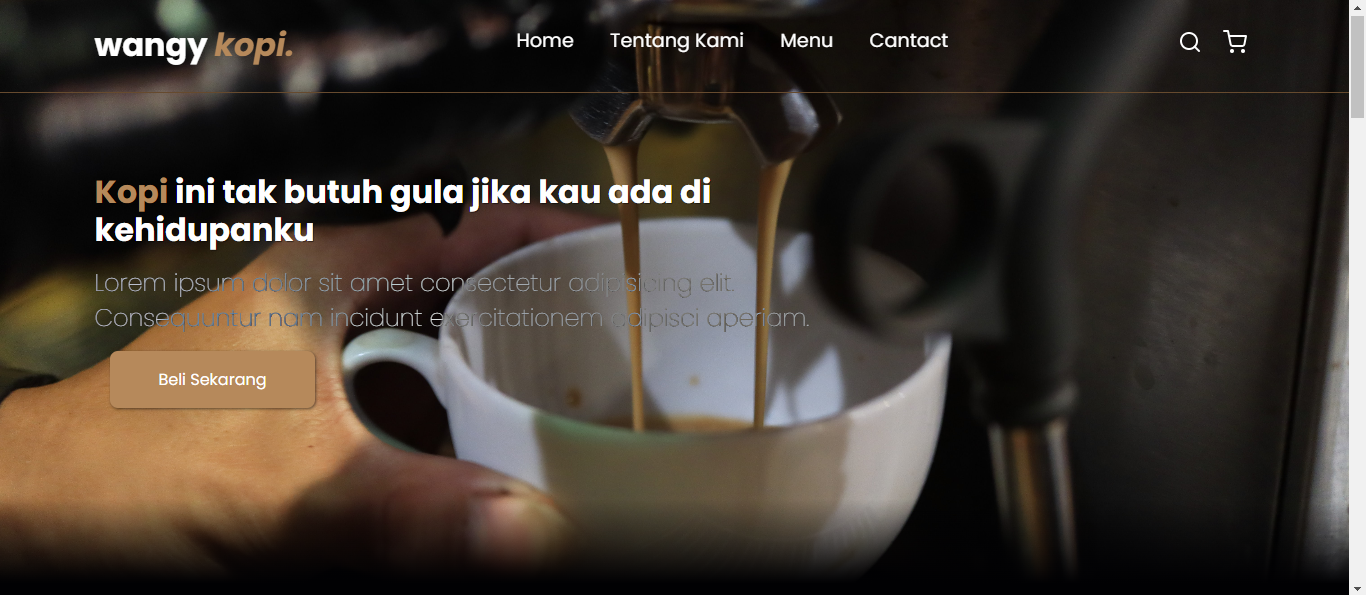 wangy kopi.
Home Tentang Kami Menu Cantact
Kopi ini tak butuh gula jika kau ada di
kehidupanku
Lorem ipsum dolor sit amet consectetur adipisicing elit.
Consequuntur nam incidunt exercitationem adipisci aperiam.
Beli Sekarang